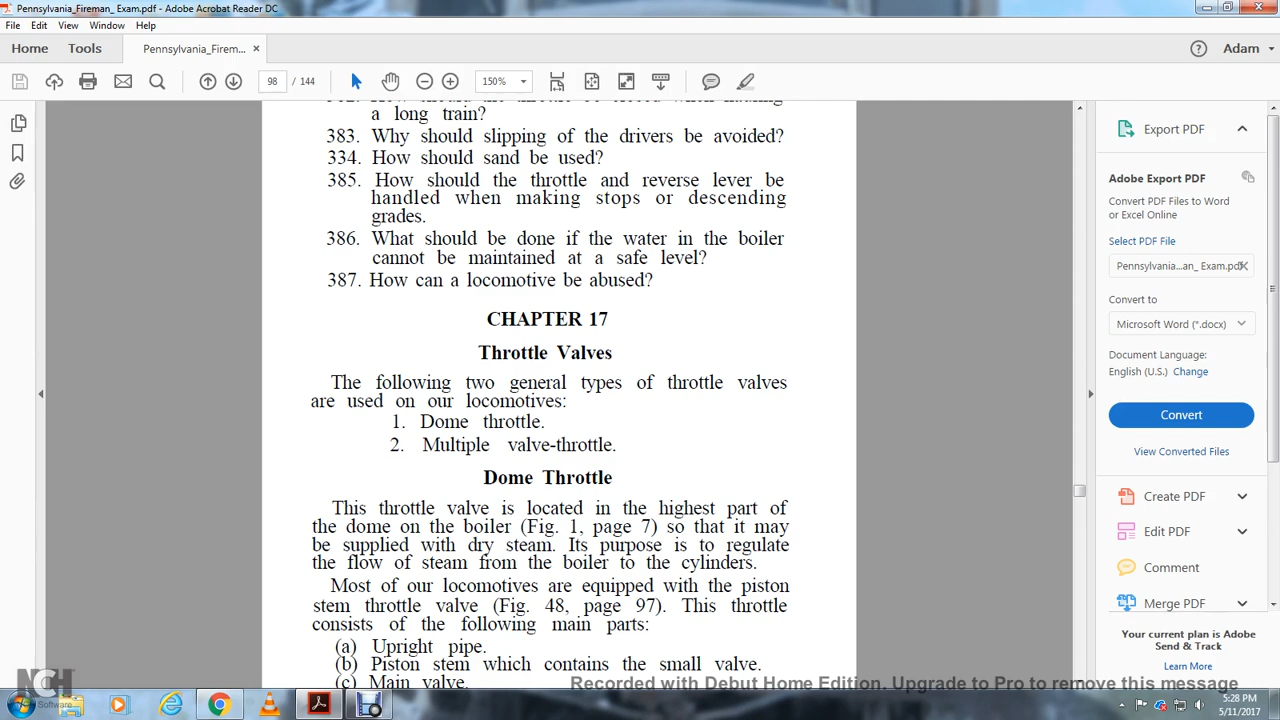 Pennsylvania_Fireman_ Exam.pdf - Adobe Acrobat Reader DC
File Edit View Window Help
Home Tools Pennsylvania_Firem... × Adam
98 / 144 150%
a long train?
383. Why should slipping of the drivers be avoided?
334. How should sand be used?
385. How should the throttle and reverse lever be
handled when making stops or descending
grades.
386. What should be done if the water in the boiler
cannot be maintained at a safe level?
387. How can a locomotive be abused?
CHAPTER 17
Throttle Valves
The following two general types of throttle valves
are used on our locomotives:
1. Dome throttle.
2. Multiple valve-throttle.
Dome Throttle
This throttle valve is located in the highest part of
the dome on the boiler (Fig. 1, page 7) so that it may
be supplied with dry steam. Its purpose is to regulate
the flow of steam from the boiler to the cylinders.
Most of our locomotives are equipped with the piston
stem throttle valve (Fig. 48, page 97). This throttle
consists of the following main parts:
(a) Upright pipe.
(b) Piston stem which contains the small valve.
(c) Main valve.
Export PDF
Adobe Export PDF
Convert PDF Files to Word
or Excel Online
Select PDF File
Pennsylvania...an_ Exam.pdf
Convert to
Microsoft Word (*.docx)
Document Language:
English (U.S.) Change
Convert
View Converted Files
Create PDF
Edit PDF
Comment
Merge PDF
Your current plan is Adobe
Send & Track
Learn More
NCH
Software
Recorded with Debut Home Edition, Upgrade to Pro to remove this message
5:28 PM
5/11/2017